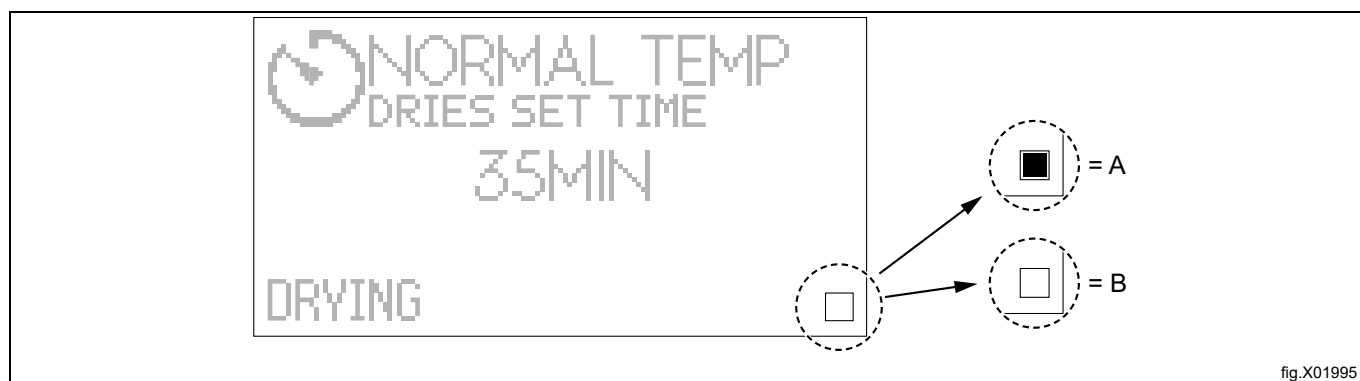 NORMAL TEMP
DRIES SET TIME
35MIN
DRYING
= A
= B
fig.X01995